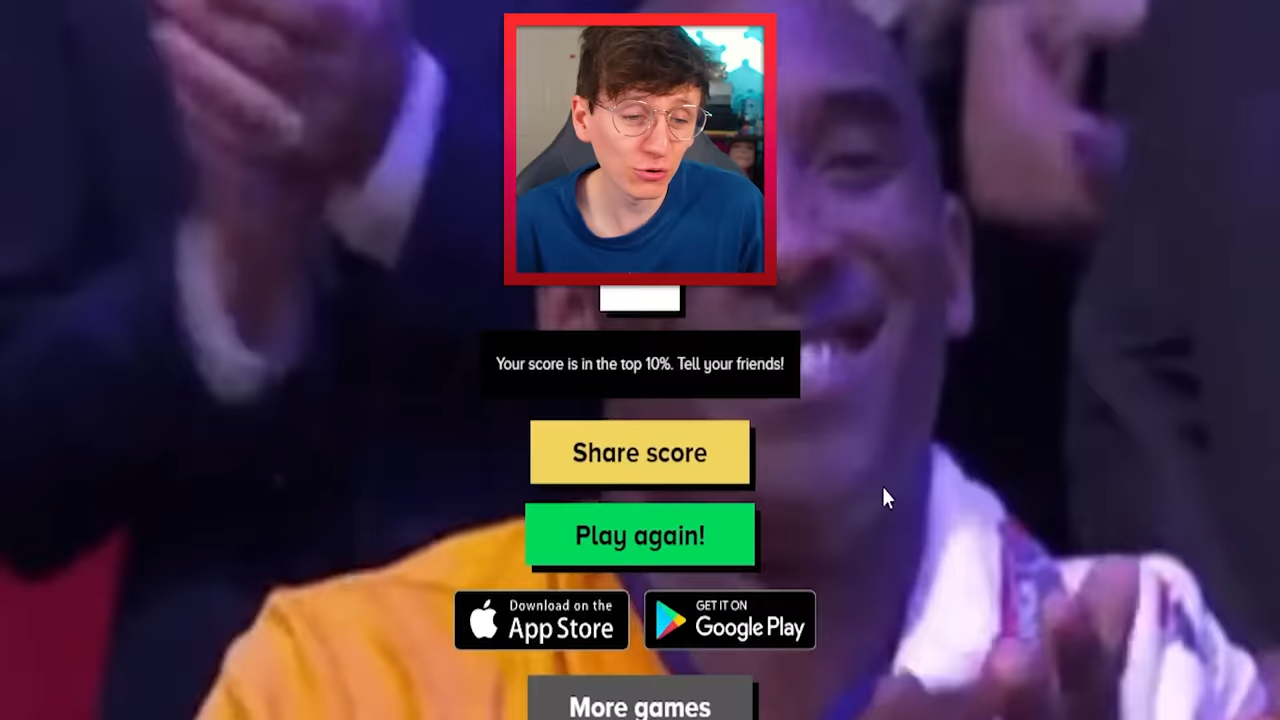 Your score is in the top 10%. Tell your friends!
Share score
Play again!
Download on the
App Store
GET IT ON
Google Play
More games